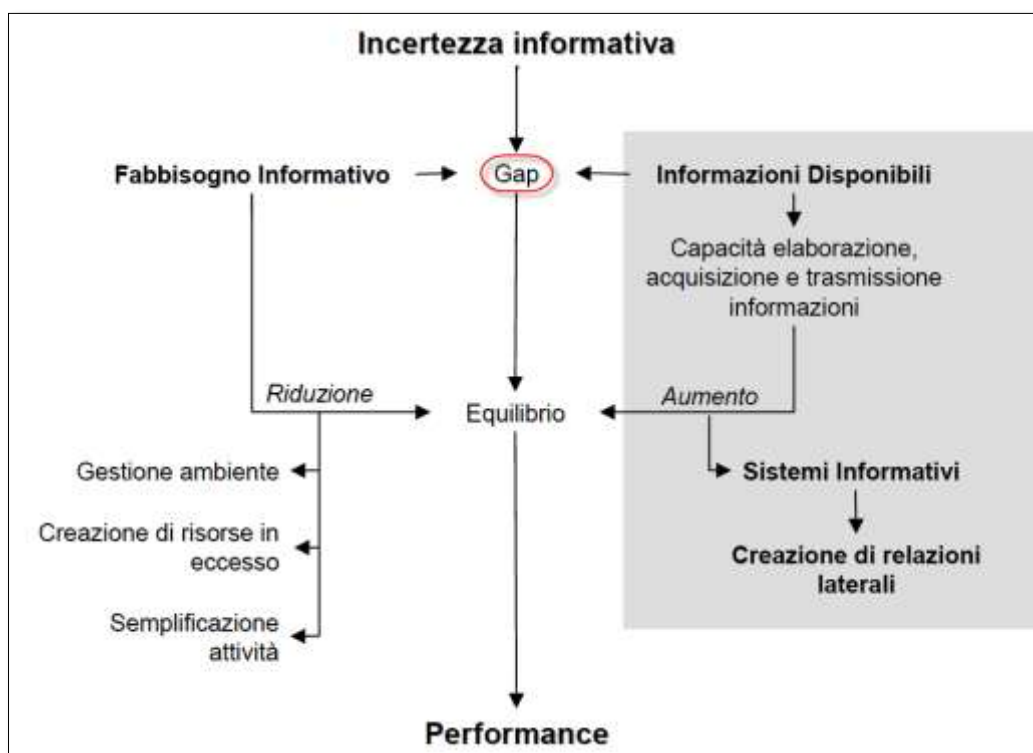 Incertezza informativa
Fabbisogno Informativo
Gap
Informazioni Disponibili
Capacità elaborazione,
acquisizione e trasmissione
informazioni
Riduzione
Equilibrio
Aumento
Gestione ambiente
Sistemi Informativi
Creazione di risorse in
eccesso
Creazione di relazioni
laterali
Semplificazione
attività
Performance